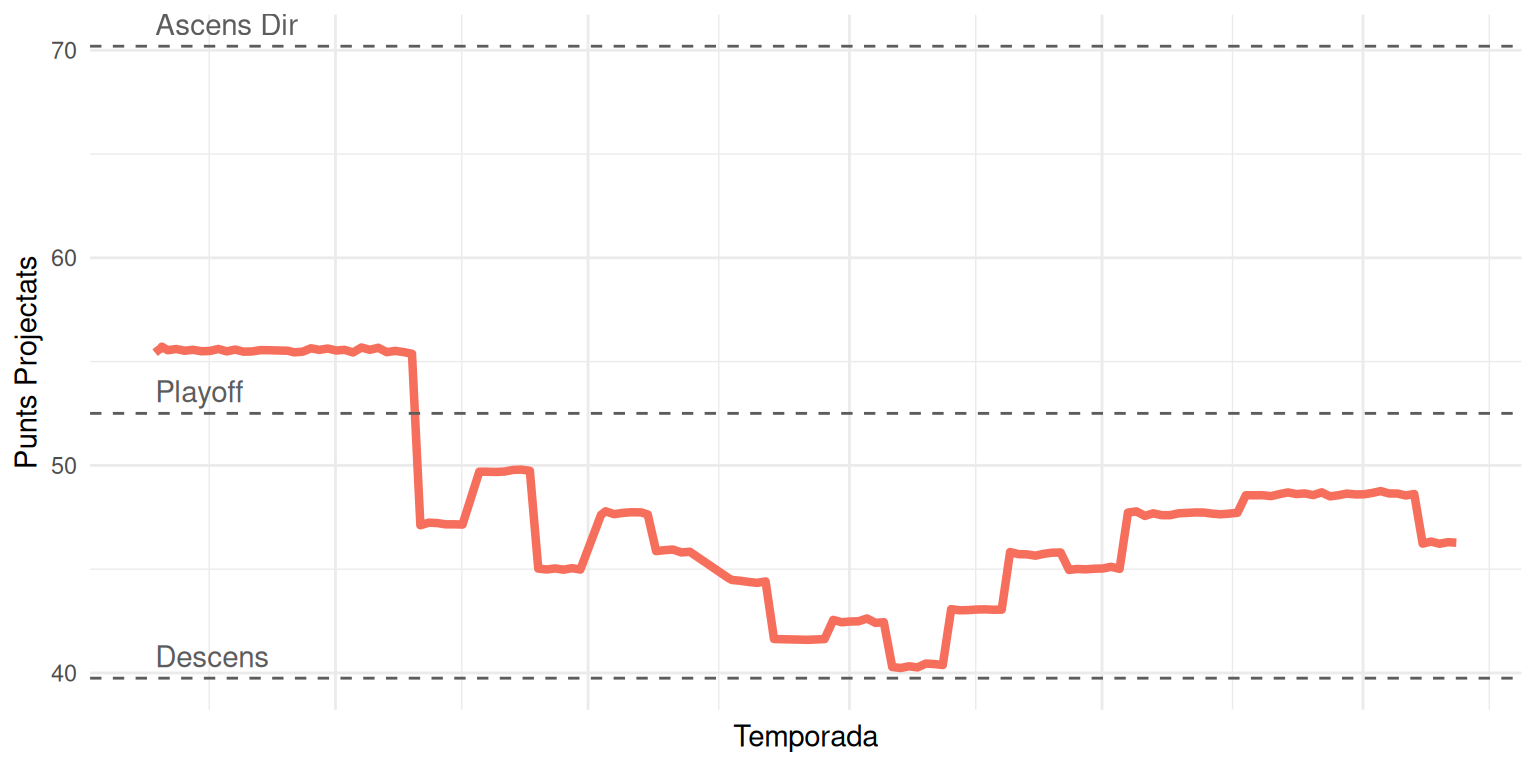 Ascens Dir
70
60
Punts Projectats
Playoff
50
Descens
40
Temporada